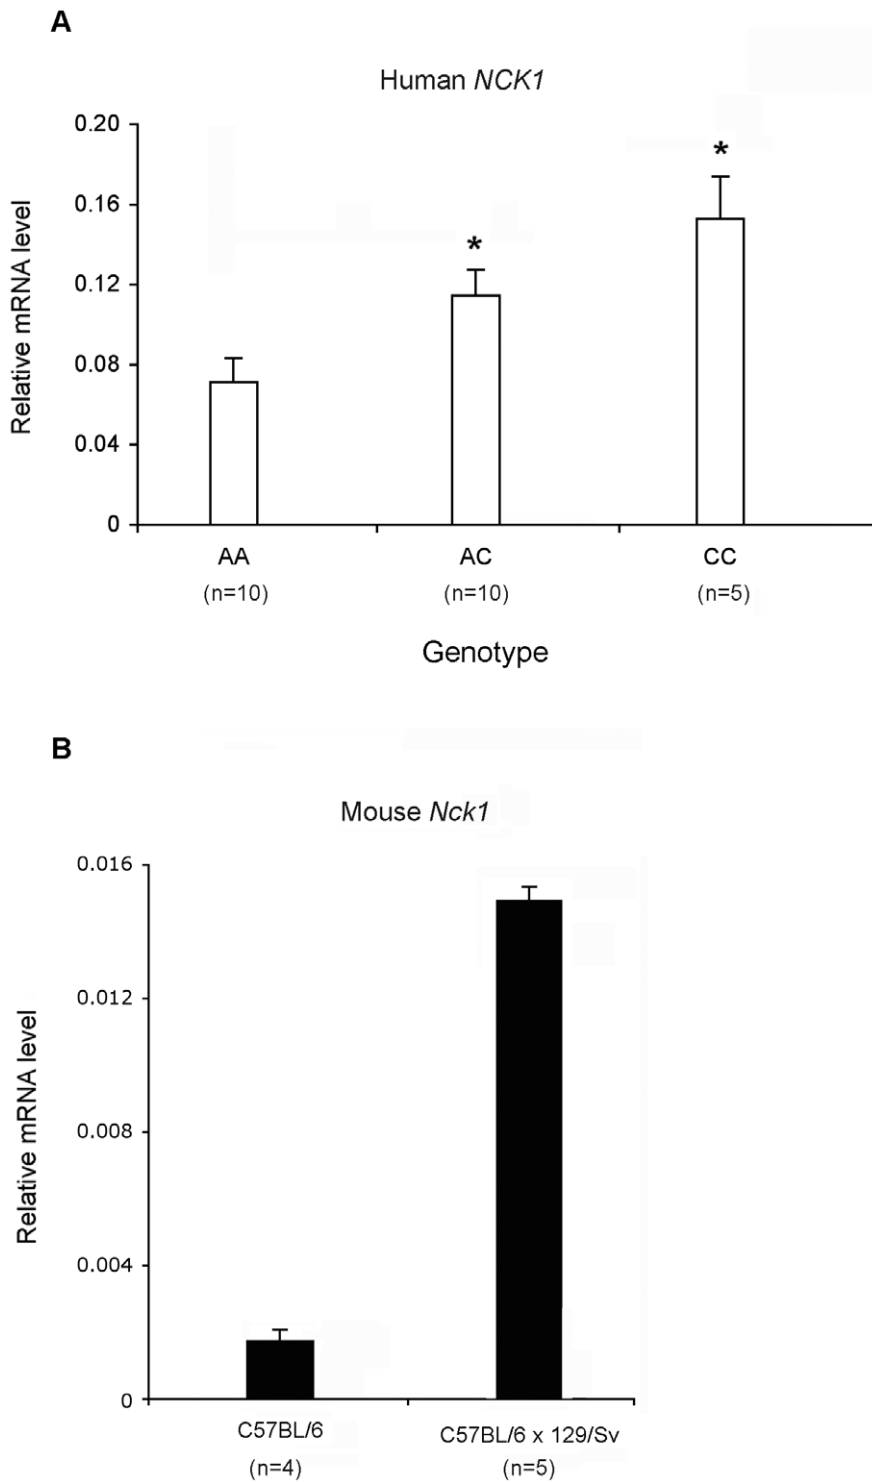 A
Human NCK1
0.20
0.16
0.12
0.08
0.04
0
Relative mRNA level
*
*
AA
AC
CC
(n=10)
(n=10)
(n=5)
Genotype
B
Mouse Nck1
0.016
0.012
0.008
0.004
0
Relative mRNA level
C57BL/6
C57BL/6 x 129/Sv
(n=4)
(n=5)